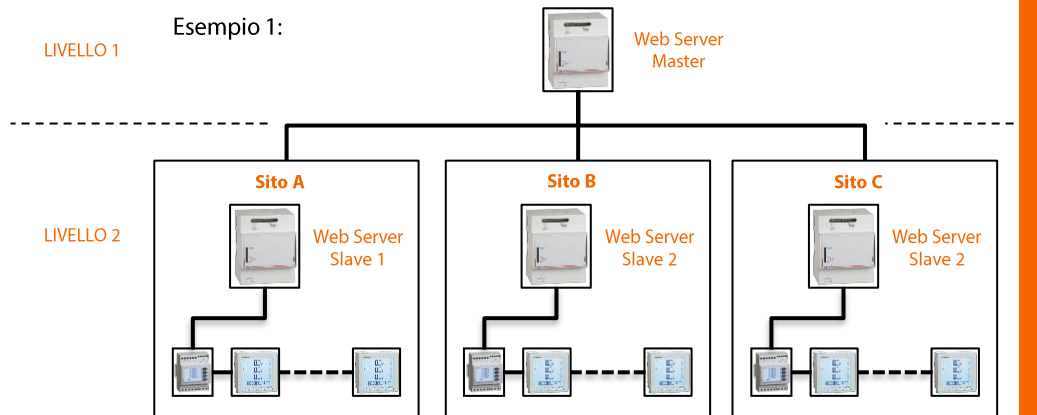 Esempio 1:
LIVELLO 1
Web Server
Master
Sito A
Sito B
Sito C
LIVELLO 2
Web Server
Slave 1
Web Server
Slave 2
Web Server
Slave 2